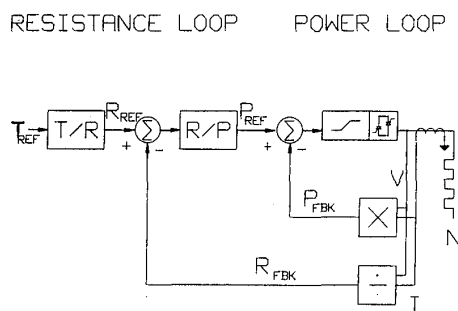 RESISTANCE LOOP POWER LOOP
T_REF T/R R_REF Σ R/P P_REF Σ
+ - + -
V
P_FBK × N
R_FBK ÷
T